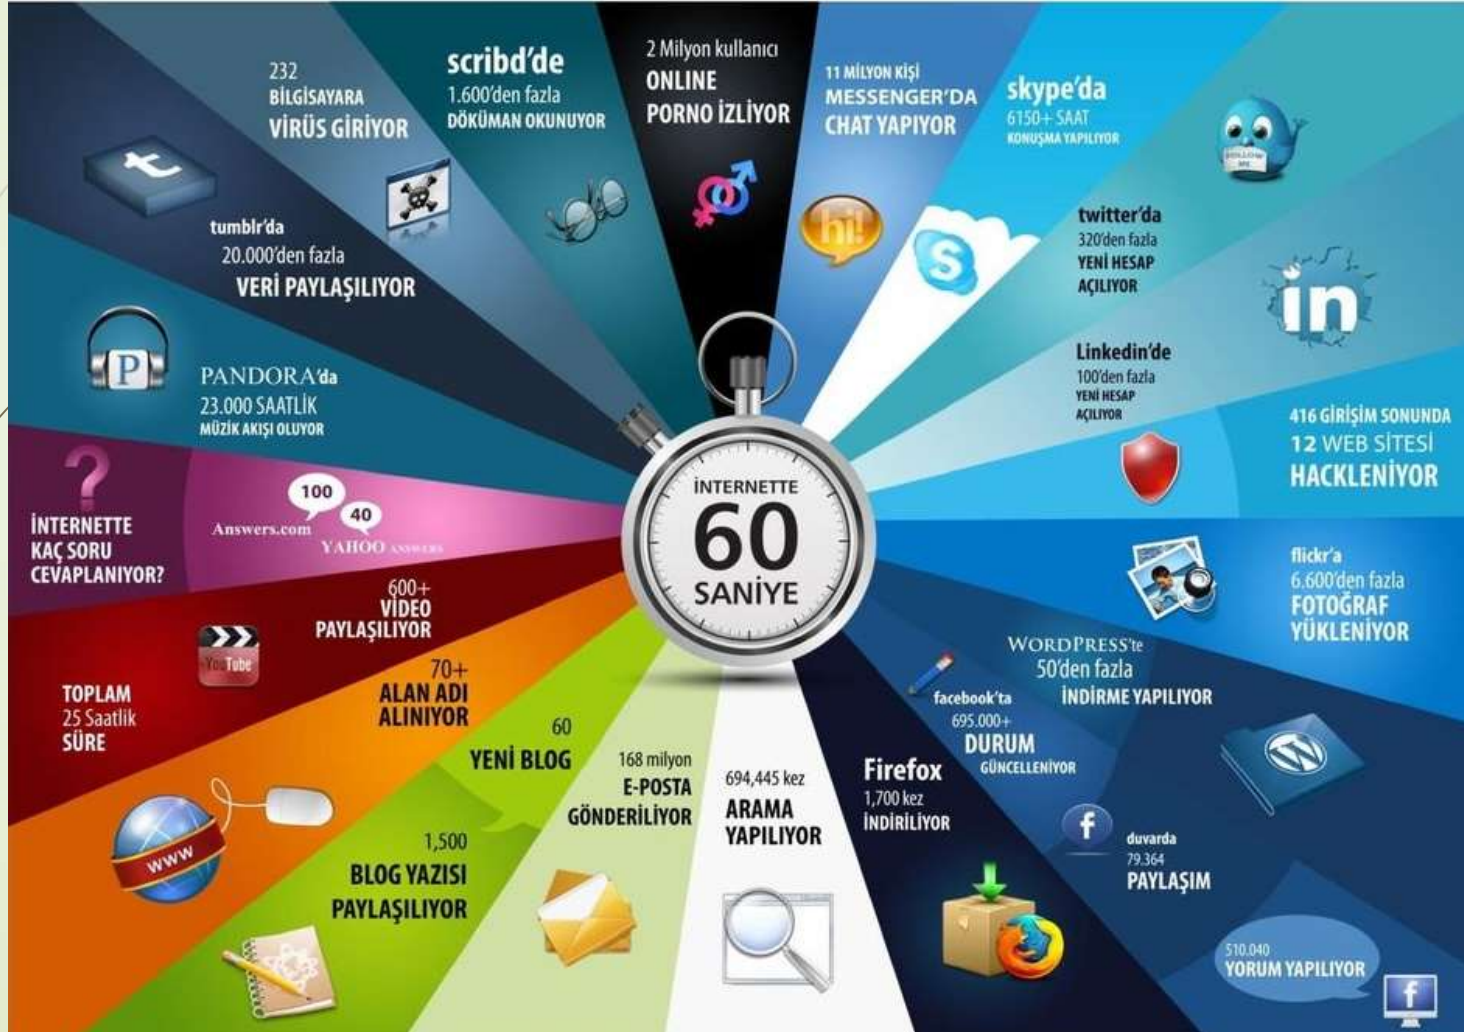 232
BİLGİSAYARA
VİRÜS GİRİYOR
scribd'de
1.600'den fazla
DÖKÜMAN OKUNUYOR
2 Milyon kullanıcı
ONLINE
PORNO İZLİYOR
11 MİLYON KİŞİ
MESSENGER'DA
CHAT YAPIYOR
hi!
skype'da
6150+ SAAT
KONUŞMA YAPILIYOR
S
FOLLOW
ME
twitter'da
320'den fazla
YENİ HESAP
AÇILIYOR
in
Linkedin'de
100'den fazla
YENİ HESAP
AÇILIYOR
416 GİRİŞİM SONUNDA
12 WEB SİTESİ
HACKLENİYOR
flickr'a
6.600'den fazla
FOTOĞRAF
YÜKLENİYOR
WORDPRESS'te
50'den fazla
İNDİRME YAPILIYOR
W
facebook'ta
695.000+
DURUM
GÜNCELLENİYOR
f
duvarda
79.364
PAYLAŞIM
510.040
YORUM YAPILIYOR
f
Firefox
1,700 kez
İNDİRİLİYOR
694,445 kez
ARAMA
YAPILIYOR
168 milyon
E-POSTA
GÖNDERİLİYOR
60
YENİ BLOG
1,500
BLOG YAZISI
PAYLAŞILIYOR
70+
ALAN ADI
ALINIYOR
WWW
600+
VİDEO
PAYLAŞILIYOR
YouTube
TOPLAM
25 Saatlik
SÜRE
?
İNTERNETTE
KAÇ SORU
CEVAPLANIYOR?
100
Answers.com
40
YAHOO ANSWERS
P
PANDORA'da
23.000 SAATLİK
MÜZİK AKIŞI OLUYOR
t
tumblr'da
20.000'den fazla
VERİ PAYLAŞILIYOR
İNTERNETTE
60
SANİYE